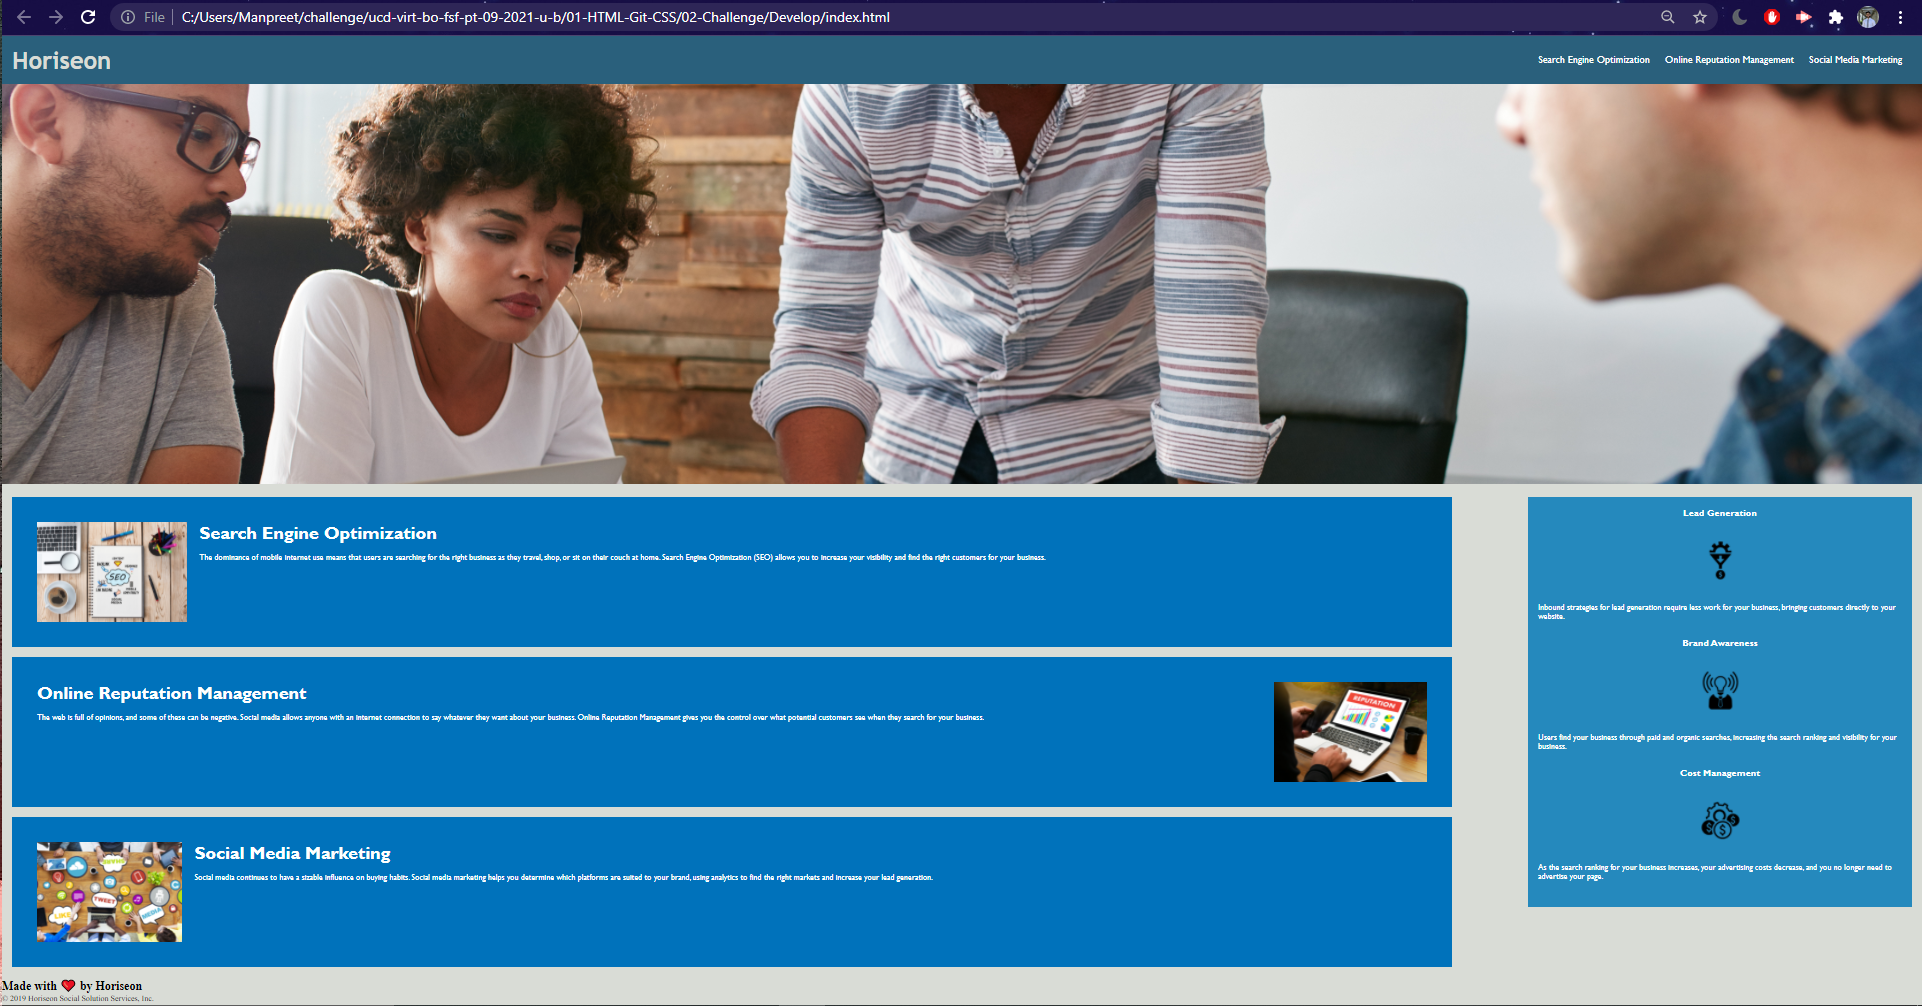 File
C:/Users/Manpreet/challenge/ucd-virt-bo-fsf-pt-09-2021-u-b/01-HTML-Git-CSS/02-Challenge/Develop/index.html
Horiseon
Search Engine Optimization
Online Reputation Management
Social Media Marketing
SEO
Search Engine Optimization
The dominance of mobile internet use means that users are searching for the right business as they travel, shop, or sit on their couch at home. Search Engine Optimization (SEO) allows you to increase your visibility and find the right customers for your business.
Online Reputation Management
The web is full of opinions, and some of these can be negative. Social media allows anyone with an internet connection to say whatever they want about your business. Online Reputation Management gives you the control over what potential customers see when they search for your business.
REPUTATION
Social Media Marketing
Social media continues to have a sizable influence on buying habits. Social media marketing helps you determine which platforms are suited to your brand, using analytics to find the right markets and increase your lead generation.
TWEET
LIKE
MEDIA
Lead Generation
Inbound strategies for lead generation require less work for your business, bringing customers directly to your
website.
Brand Awareness
Users find your business through paid and organic searches, increasing the search ranking and visibility for your
business.
Cost Management
As the search ranking for your business increases, your advertising costs decrease, and you no longer need to
advertise your page.
Made with ❤️ by Horiseon
© 2019 Horiseon Social Solution Services, Inc.